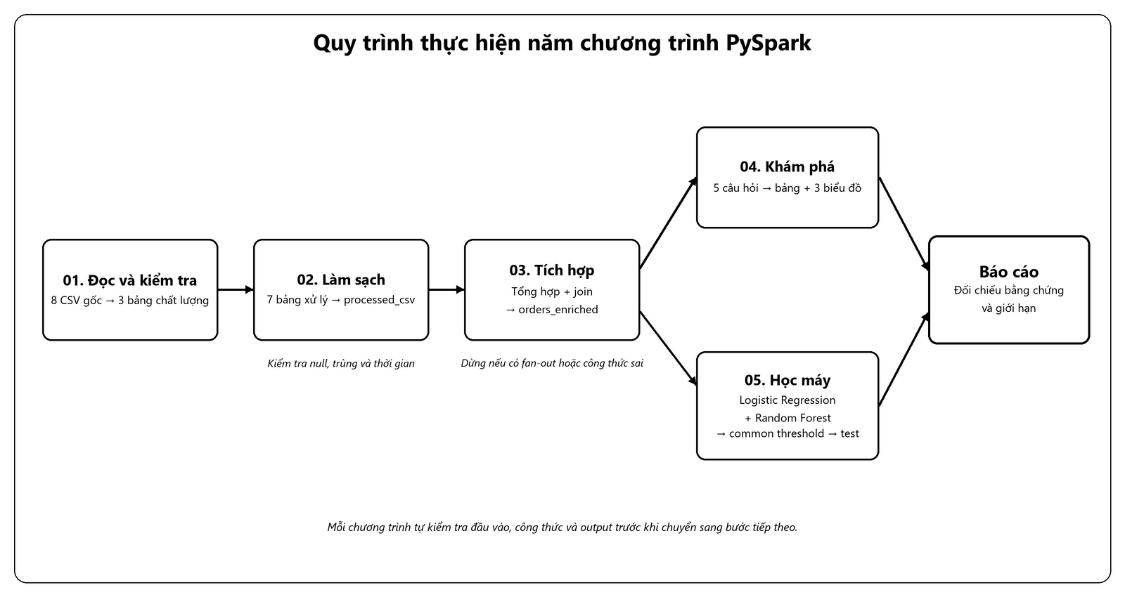 Quy trình thực hiện năm chương trình PySpark
01. Đọc và kiểm tra
8 CSV gốc → 3 bảng chất lượng
02. Làm sạch
7 bảng xử lý → processed_csv
Kiểm tra null, trùng và thời gian
03. Tích hợp
Tổng hợp + join
→ orders_enriched
Dừng nếu có fan-out hoặc công thức sai
04. Khám phá
5 câu hỏi → bảng + 3 biểu đồ
05. Học máy
Logistic Regression
+ Random Forest
→ common threshold → test
Báo cáo
Đối chiếu bằng chứng
và giới hạn
Mỗi chương trình tự kiểm tra đầu vào, công thức và output trước khi chuyển sang bước tiếp theo.